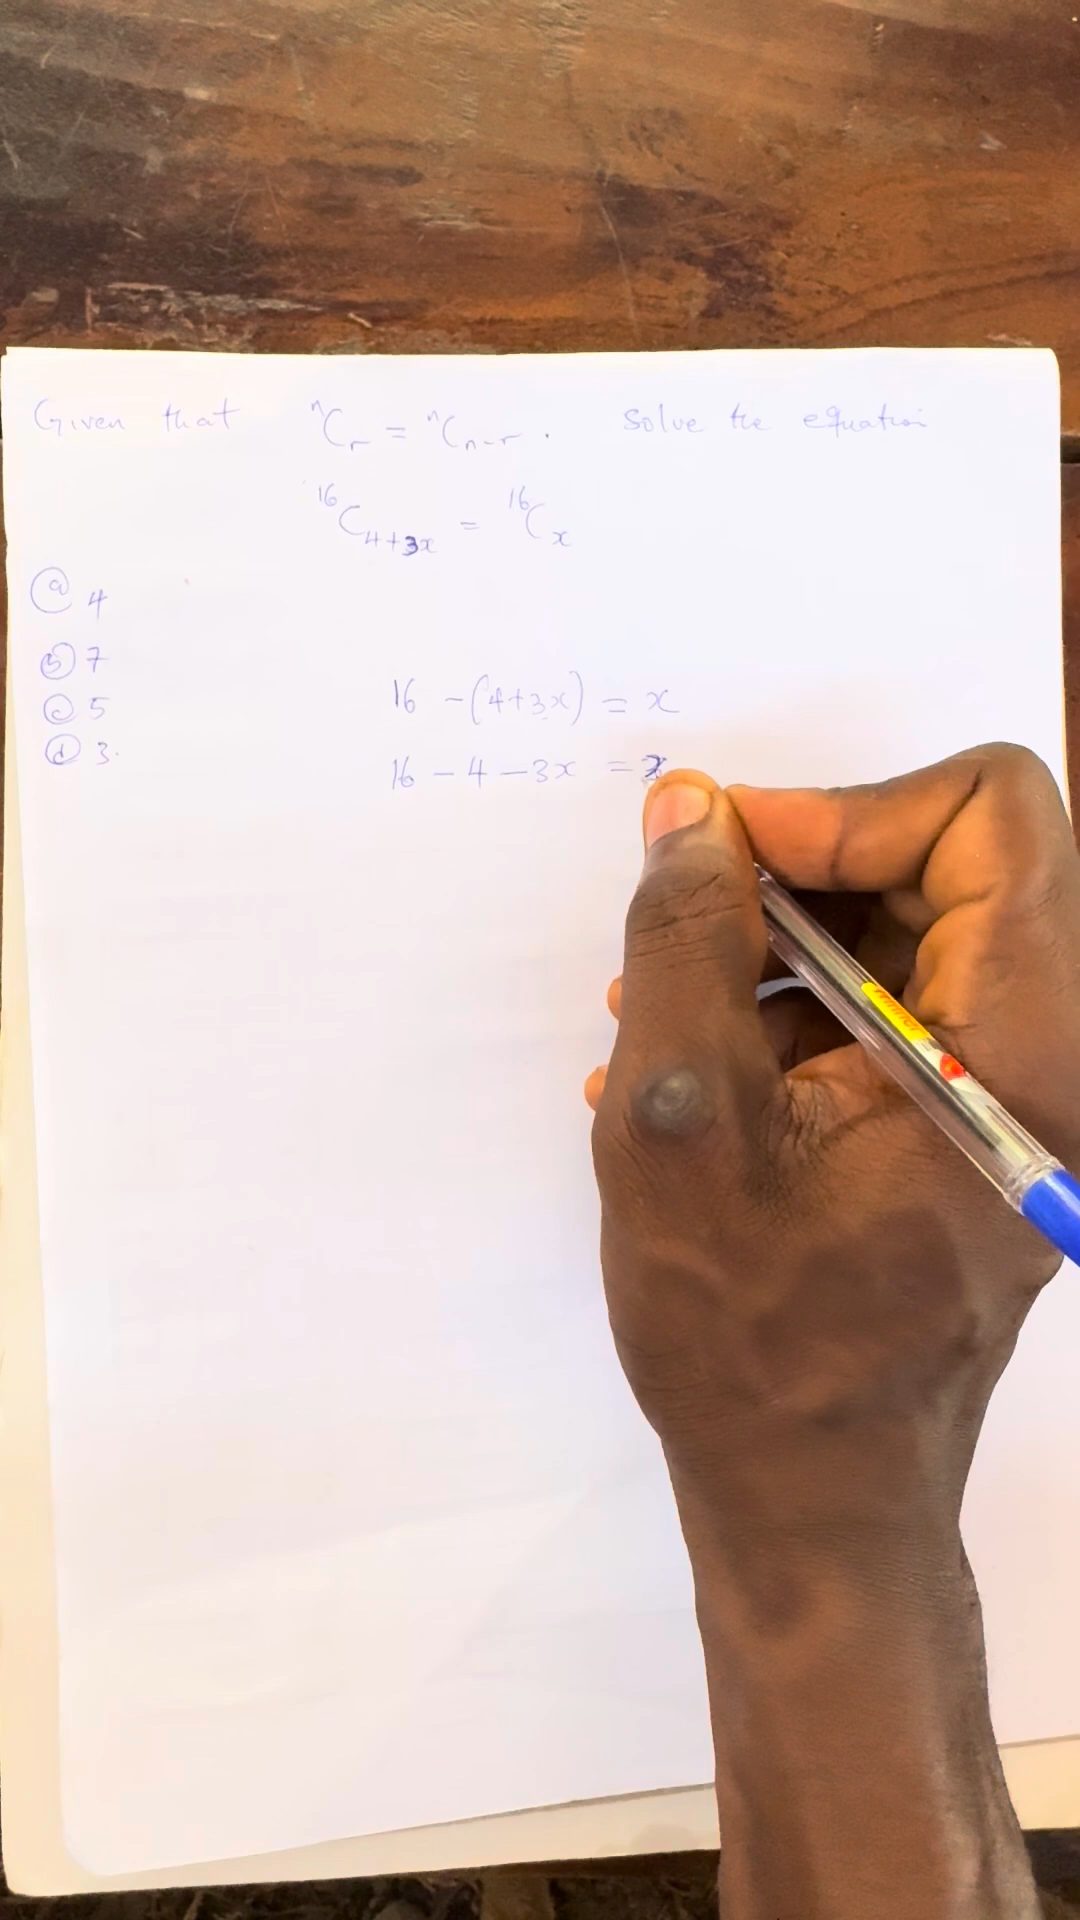 Given that ⁿCᵣ = ⁿCₙ₋ᵣ . Solve the equation
¹⁶C₄₊₃ₓ = ¹⁶Cₓ
(a) 4
(b) 7
(c) 5
(d) 3.
16 - (4+3x) = x
16 - 4 - 3x = x